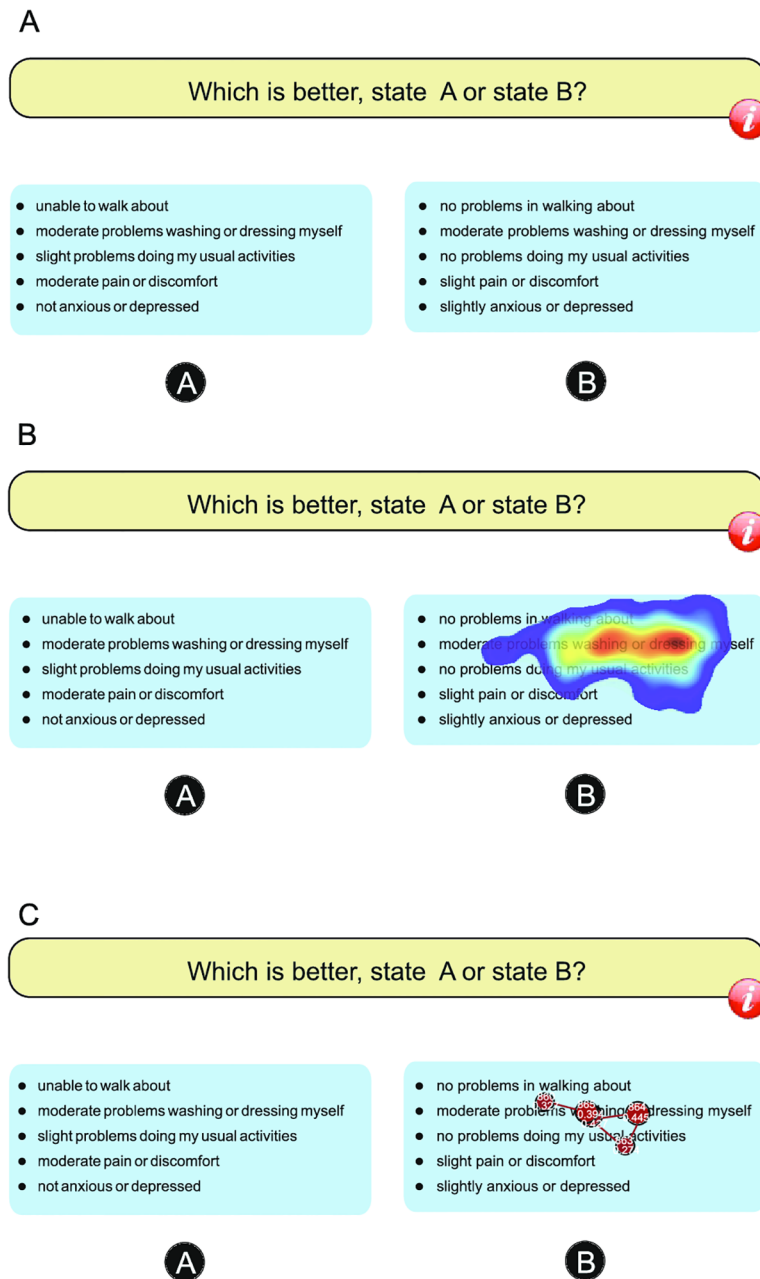 A
Which is better, state A or state B?
i
● unable to walk about
● moderate problems washing or dressing myself
● slight problems doing my usual activities
● moderate pain or discomfort
● not anxious or depressed
● no problems in walking about
● moderate problems washing or dressing myself
● no problems doing my usual activities
● slight pain or discomfort
● slightly anxious or depressed
A
B
B
Which is better, state A or state B?
i
● unable to walk about
● moderate problems washing or dressing myself
● slight problems doing my usual activities
● moderate pain or discomfort
● not anxious or depressed
● no problems in walking about
● moderate problems washing or dressing myself
● no problems doing my usual activities
● slight pain or discomfort
● slightly anxious or depressed
A
B
C
Which is better, state A or state B?
i
● unable to walk about
● moderate problems washing or dressing myself
● slight problems doing my usual activities
● moderate pain or discomfort
● not anxious or depressed
● no problems in walking about
● moderate problems washing or dressing myself
● no problems doing my usual activities
● slight pain or discomfort
● slightly anxious or depressed
A
B